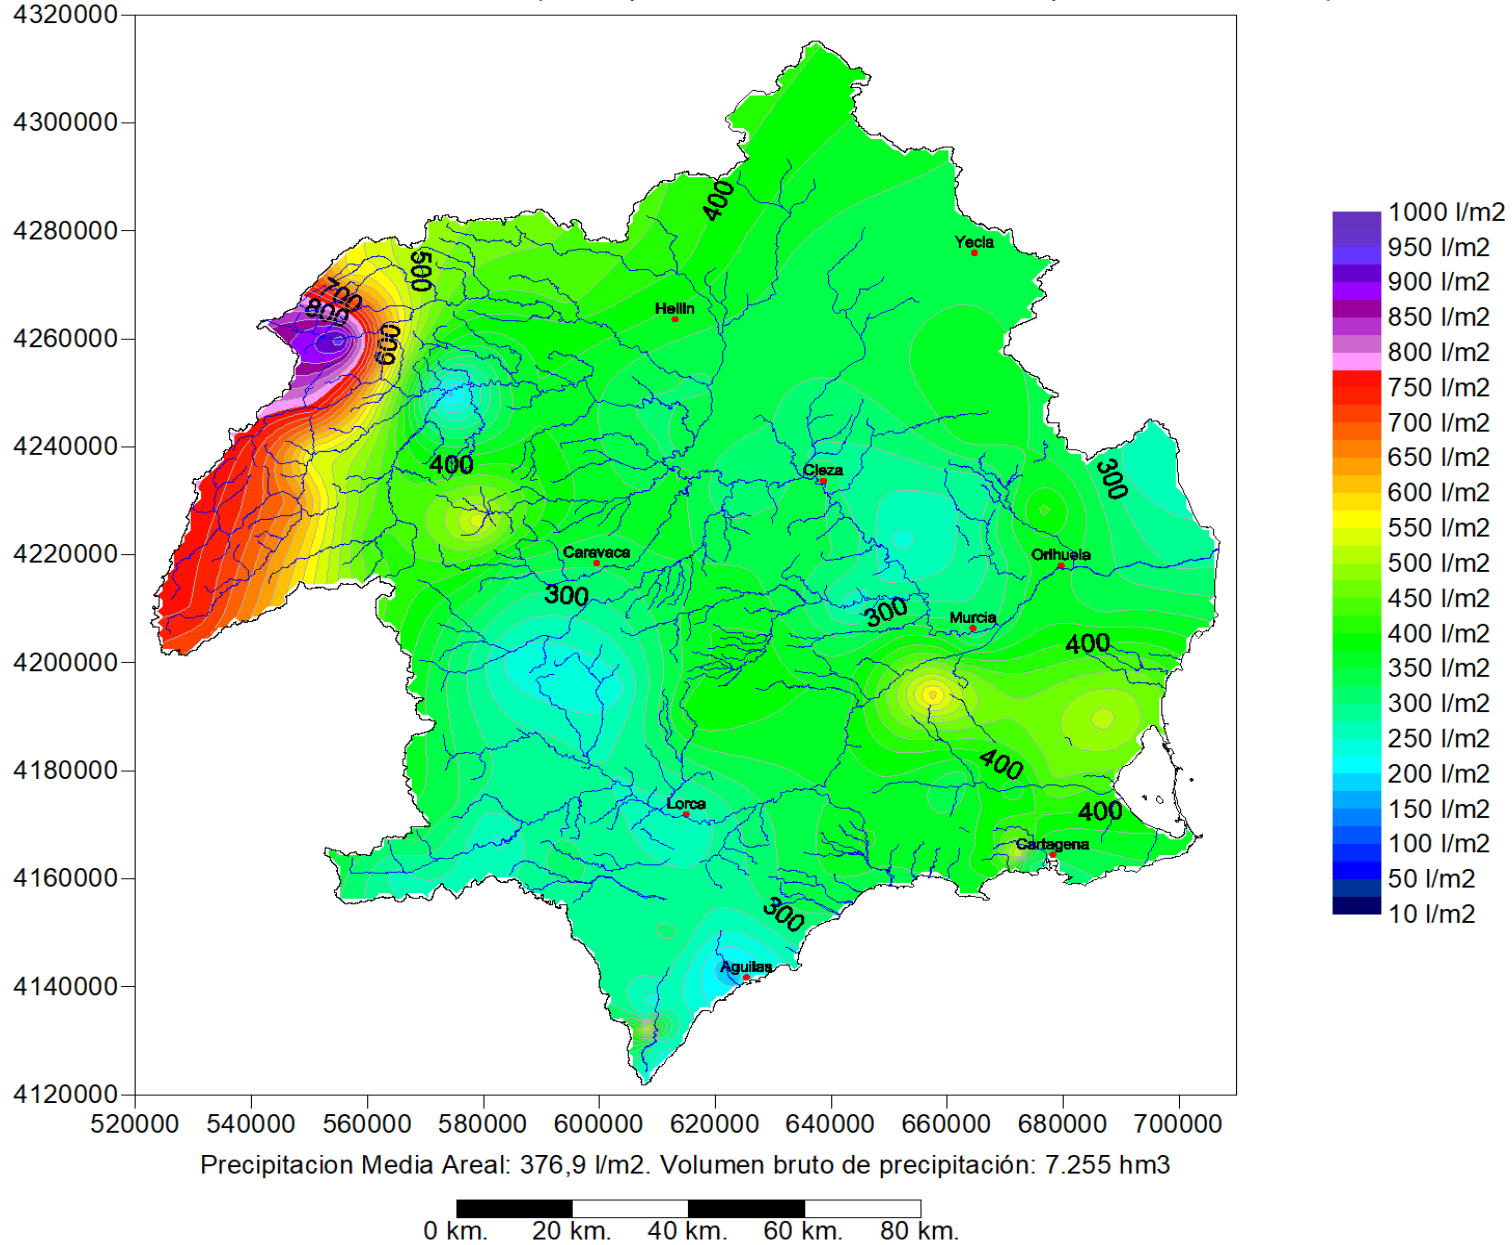 4320000
4300000
4280000
4260000
4240000
4220000
4200000
4180000
4160000
4140000
4120000
520000 540000 560000 580000 600000 620000 640000 660000 680000 700000
400
Yecla
500
700
800
600
Hellin
400
Cieza
300
Caravaca
Orihuela
300
300
Murcia
400
400
Lorca
400
Cartagena
300
Aguilas
1000 l/m2
950 l/m2
900 l/m2
850 l/m2
800 l/m2
750 l/m2
700 l/m2
650 l/m2
600 l/m2
550 l/m2
500 l/m2
450 l/m2
400 l/m2
350 l/m2
300 l/m2
250 l/m2
200 l/m2
150 l/m2
100 l/m2
50 l/m2
10 l/m2
Precipitacion Media Areal: 376,9 l/m2. Volumen bruto de precipitación: 7.255 hm3
0 km. 20 km. 40 km. 60 km. 80 km.